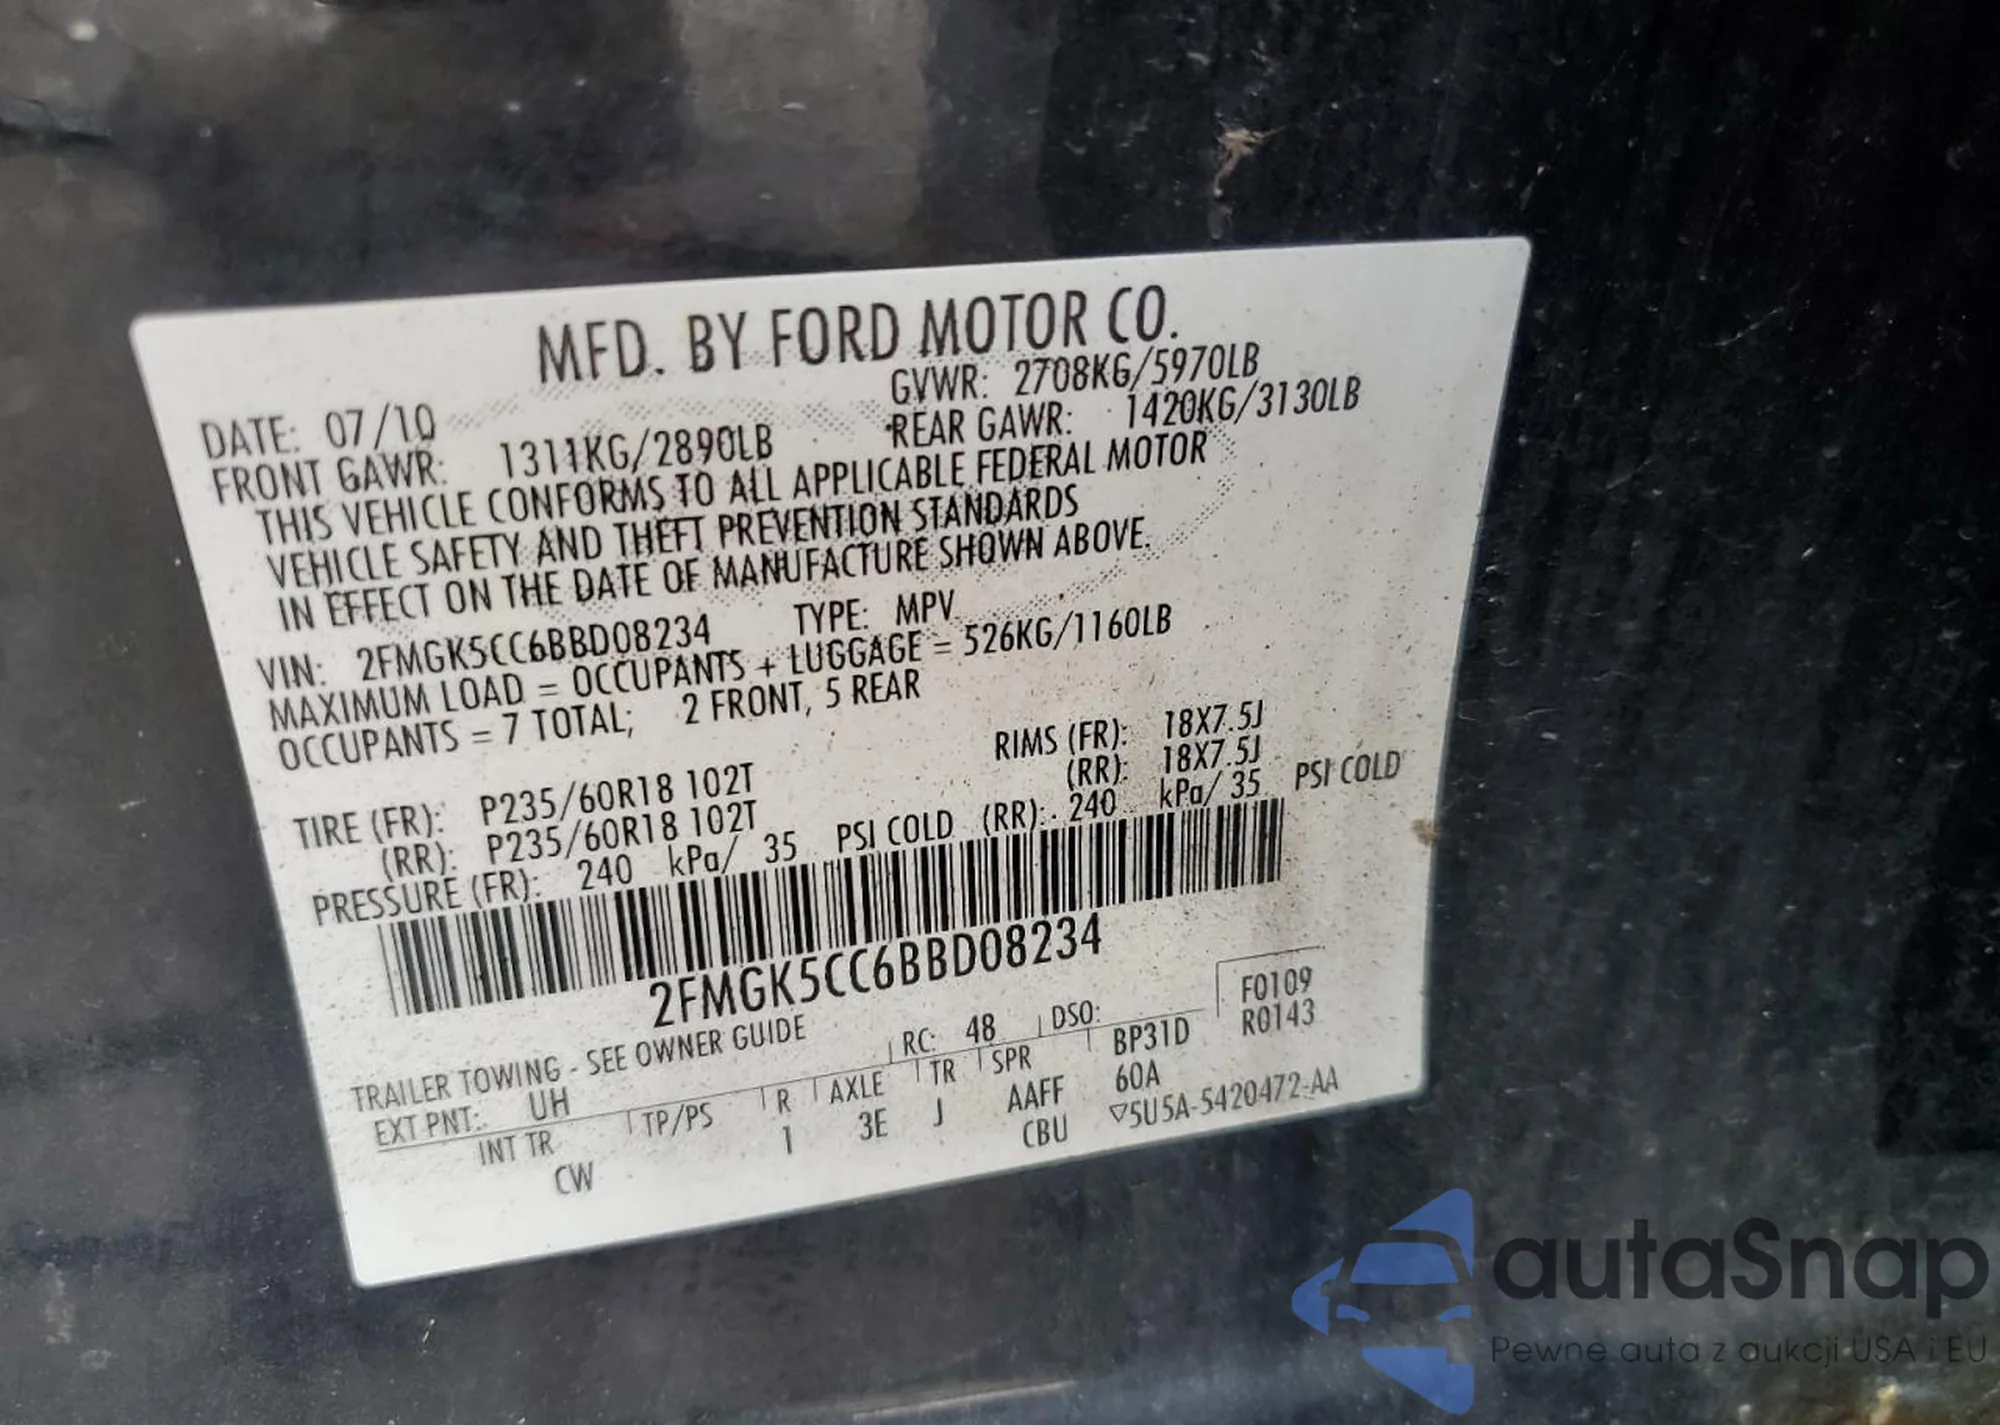 MFD. BY FORD MOTOR CO.
DATE: 07/10 GVWR: 2708KG/5970LB
FRONT GAWR: 1311KG/2890LB REAR GAWR: 1420KG/3130LB
THIS VEHICLE CONFORMS TO ALL APPLICABLE FEDERAL MOTOR
VEHICLE SAFETY AND THEFT PREVENTION STANDARDS
IN EFFECT ON THE DATE OF MANUFACTURE SHOWN ABOVE.
VIN: 2FMGK5CC6BBD08234 TYPE: MPV
MAXIMUM LOAD = OCCUPANTS + LUGGAGE = 526KG/1160LB
OCCUPANTS = 7 TOTAL; 2 FRONT, 5 REAR
TIRE (FR): P235/60R18 102T RIMS (FR): 18X7.5J
(RR): P235/60R18 102T (RR): 18X7.5J
PRESSURE (FR): 240 kPa/ 35 PSI COLD (RR): 240 kPa/ 35 PSI COLD
2FMGK5CC6BBD08234
TRAILER TOWING - SEE OWNER GUIDE
F0109
EXT PNT: UH RC: 48 DSO: R0143
INT TR TP/PS R AXLE TR SPR BP31D
CW 1 3E J AAFF 60A
CBU ▽5U5A-5420472-AA
autaSnap
Pewne auta z aukcji USA i EU